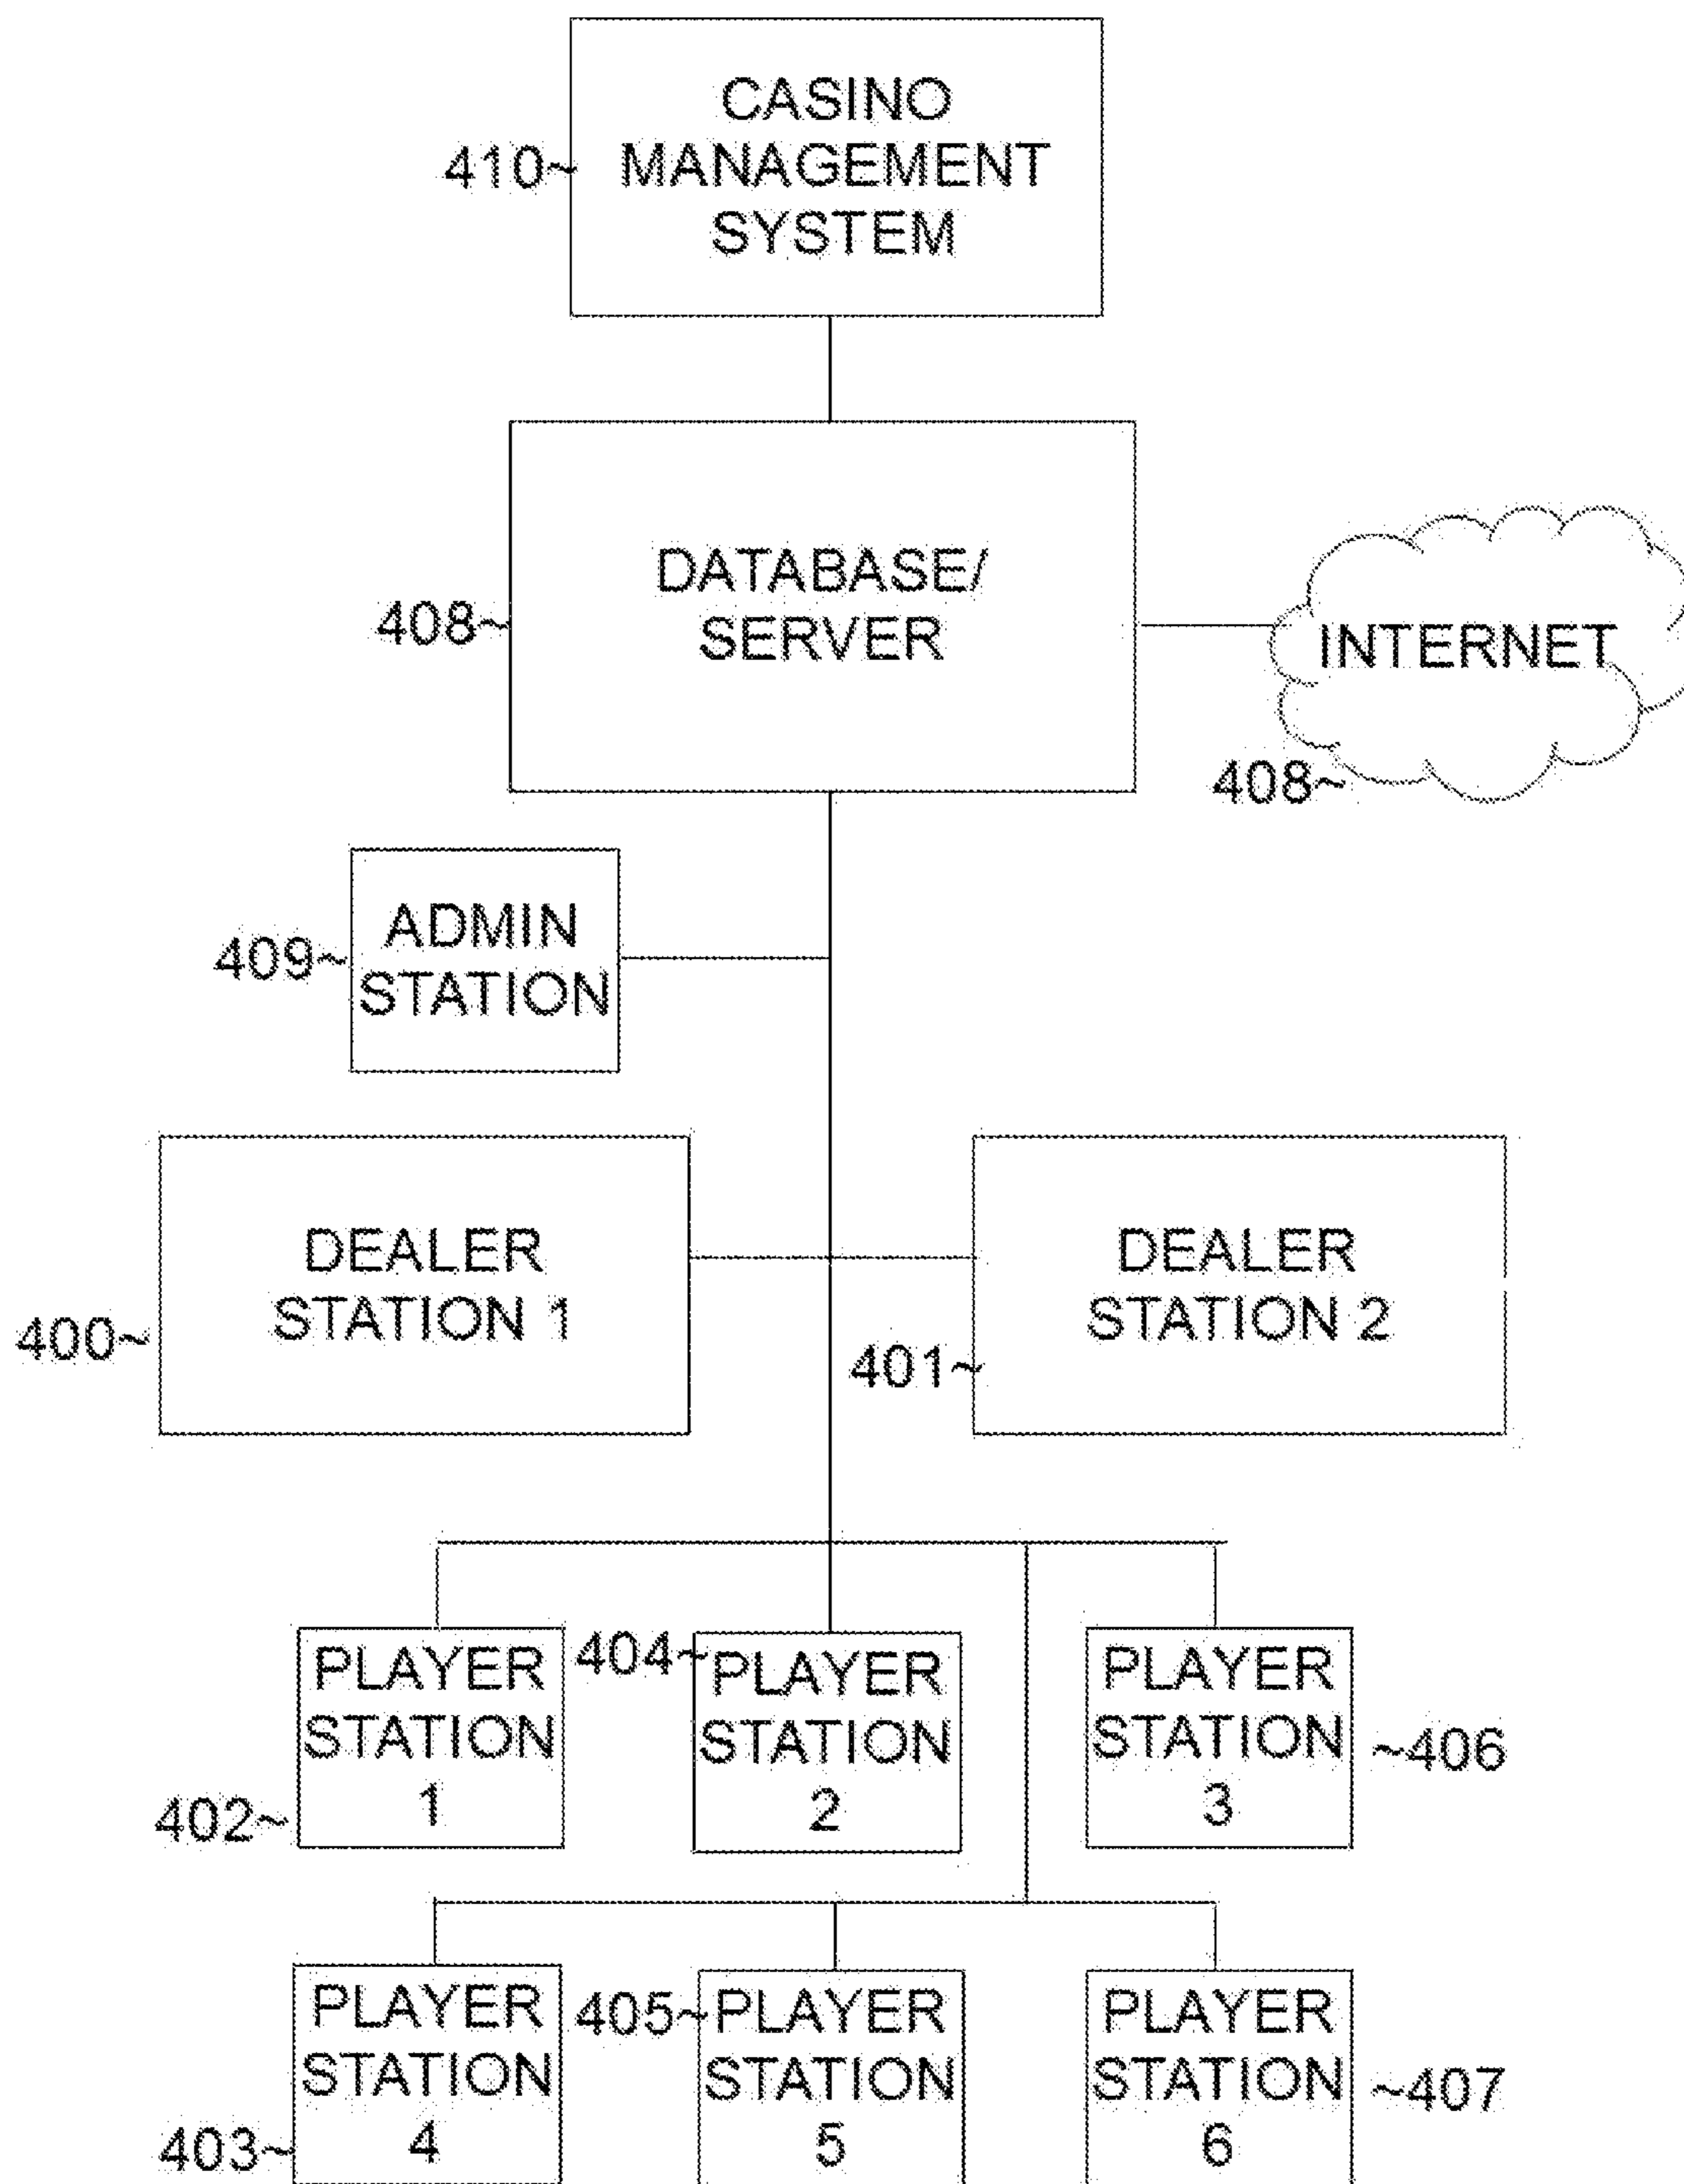 CASINO
410~ MANAGEMENT
SYSTEM
DATABASE/
408~ SERVER
INTERNET
408~
ADMIN
409~ STATION
DEALER
STATION 1
400~
DEALER
STATION 2
401~
PLAYER
STATION
1
402~
404~ PLAYER
STATION
2
PLAYER
STATION
3
~406
PLAYER
STATION
4
403~
405~ PLAYER
STATION
5
PLAYER
STATION
6
~407